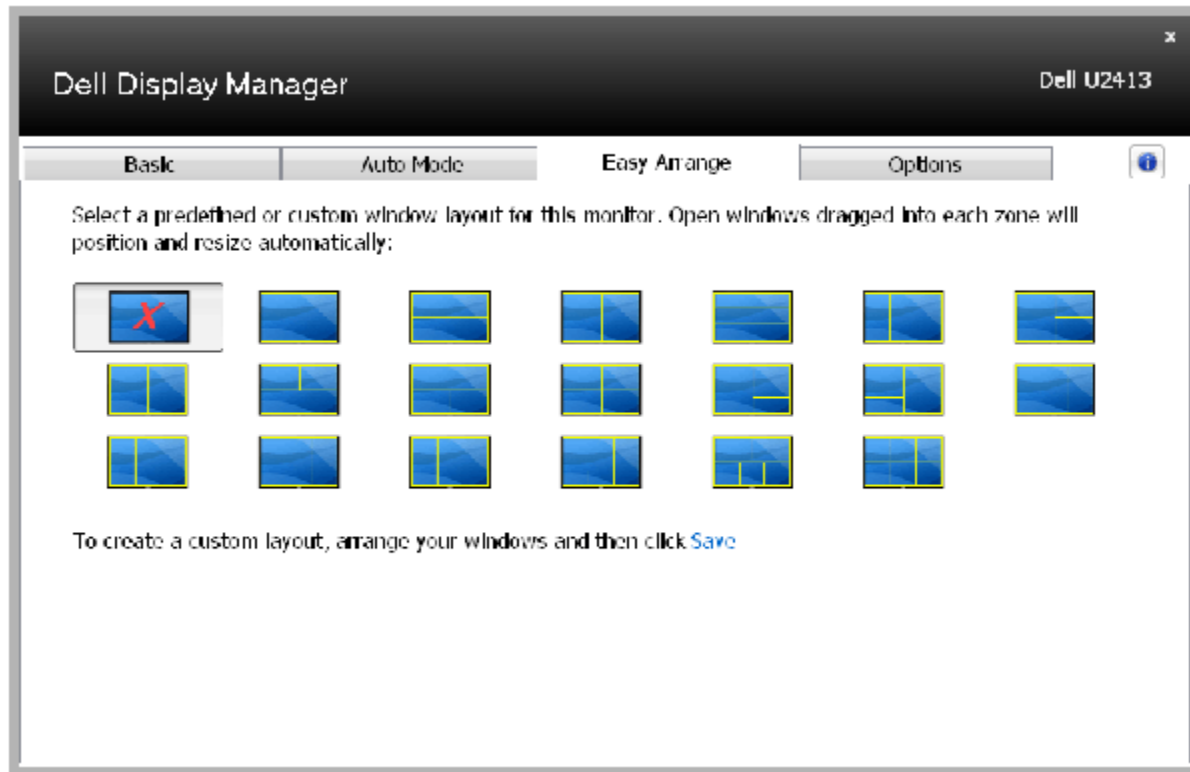 x
Dell Display Manager
Dell U2413
Basic
Auto Mode
Easy Arrange
Options
Select a predefined or custom window layout for this monitor. Open windows dragged into each zone will
position and resize automatically:
X
To create a custom layout, arrange your windows and then click Save